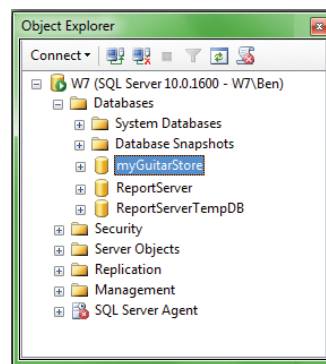 Object Explorer
Connect
W7 (SQL Server 10.0.1600 - W7\Ben)
Databases
System Databases
Database Snapshots
myGuitarStore
ReportServer
ReportServerTempDB
Security
Server Objects
Replication
Management
SQL Server Agent